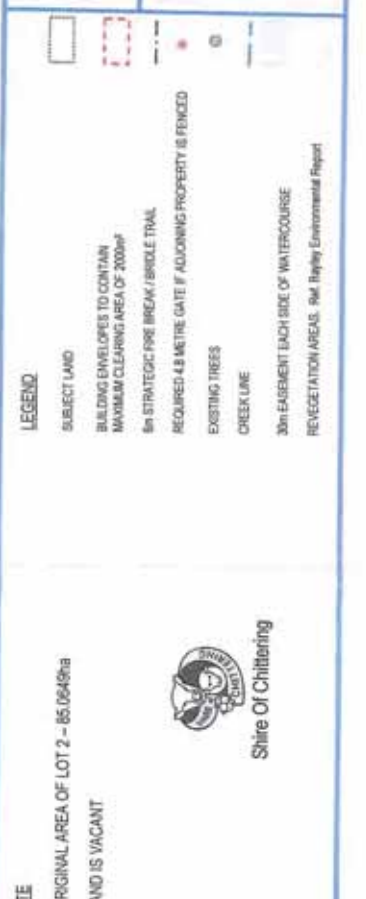 LEGEND
SUBJECT LAND
BUILDING ENVELOPES TO CONTAIN
MAXIMUM CLEARING AREA OF 2000m²
6m STRATEGIC FIRE BREAK / BRIDLE TRAIL
REQUIRED 4.8 METRE GATE IF ADJOINING PROPERTY IS FENCED
EXISTING TREES
CREEK LINE
30m EASEMENT EACH SIDE OF WATERCOURSE
REVEGETATION AREAS. Ref. Bayley Environmental Report
TE
RIGINAL AREA OF LOT 2 – 85.0649ha
AND IS VACANT
CHITTERING
Shire Of Chittering